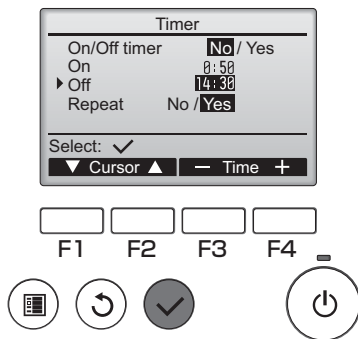 Timer
On/Off timer No / Yes
On 0:50
Off 14:30
Repeat No / Yes
Select: ✓
▼ Cursor ▲ − Time +
F1 F2 F3 F4